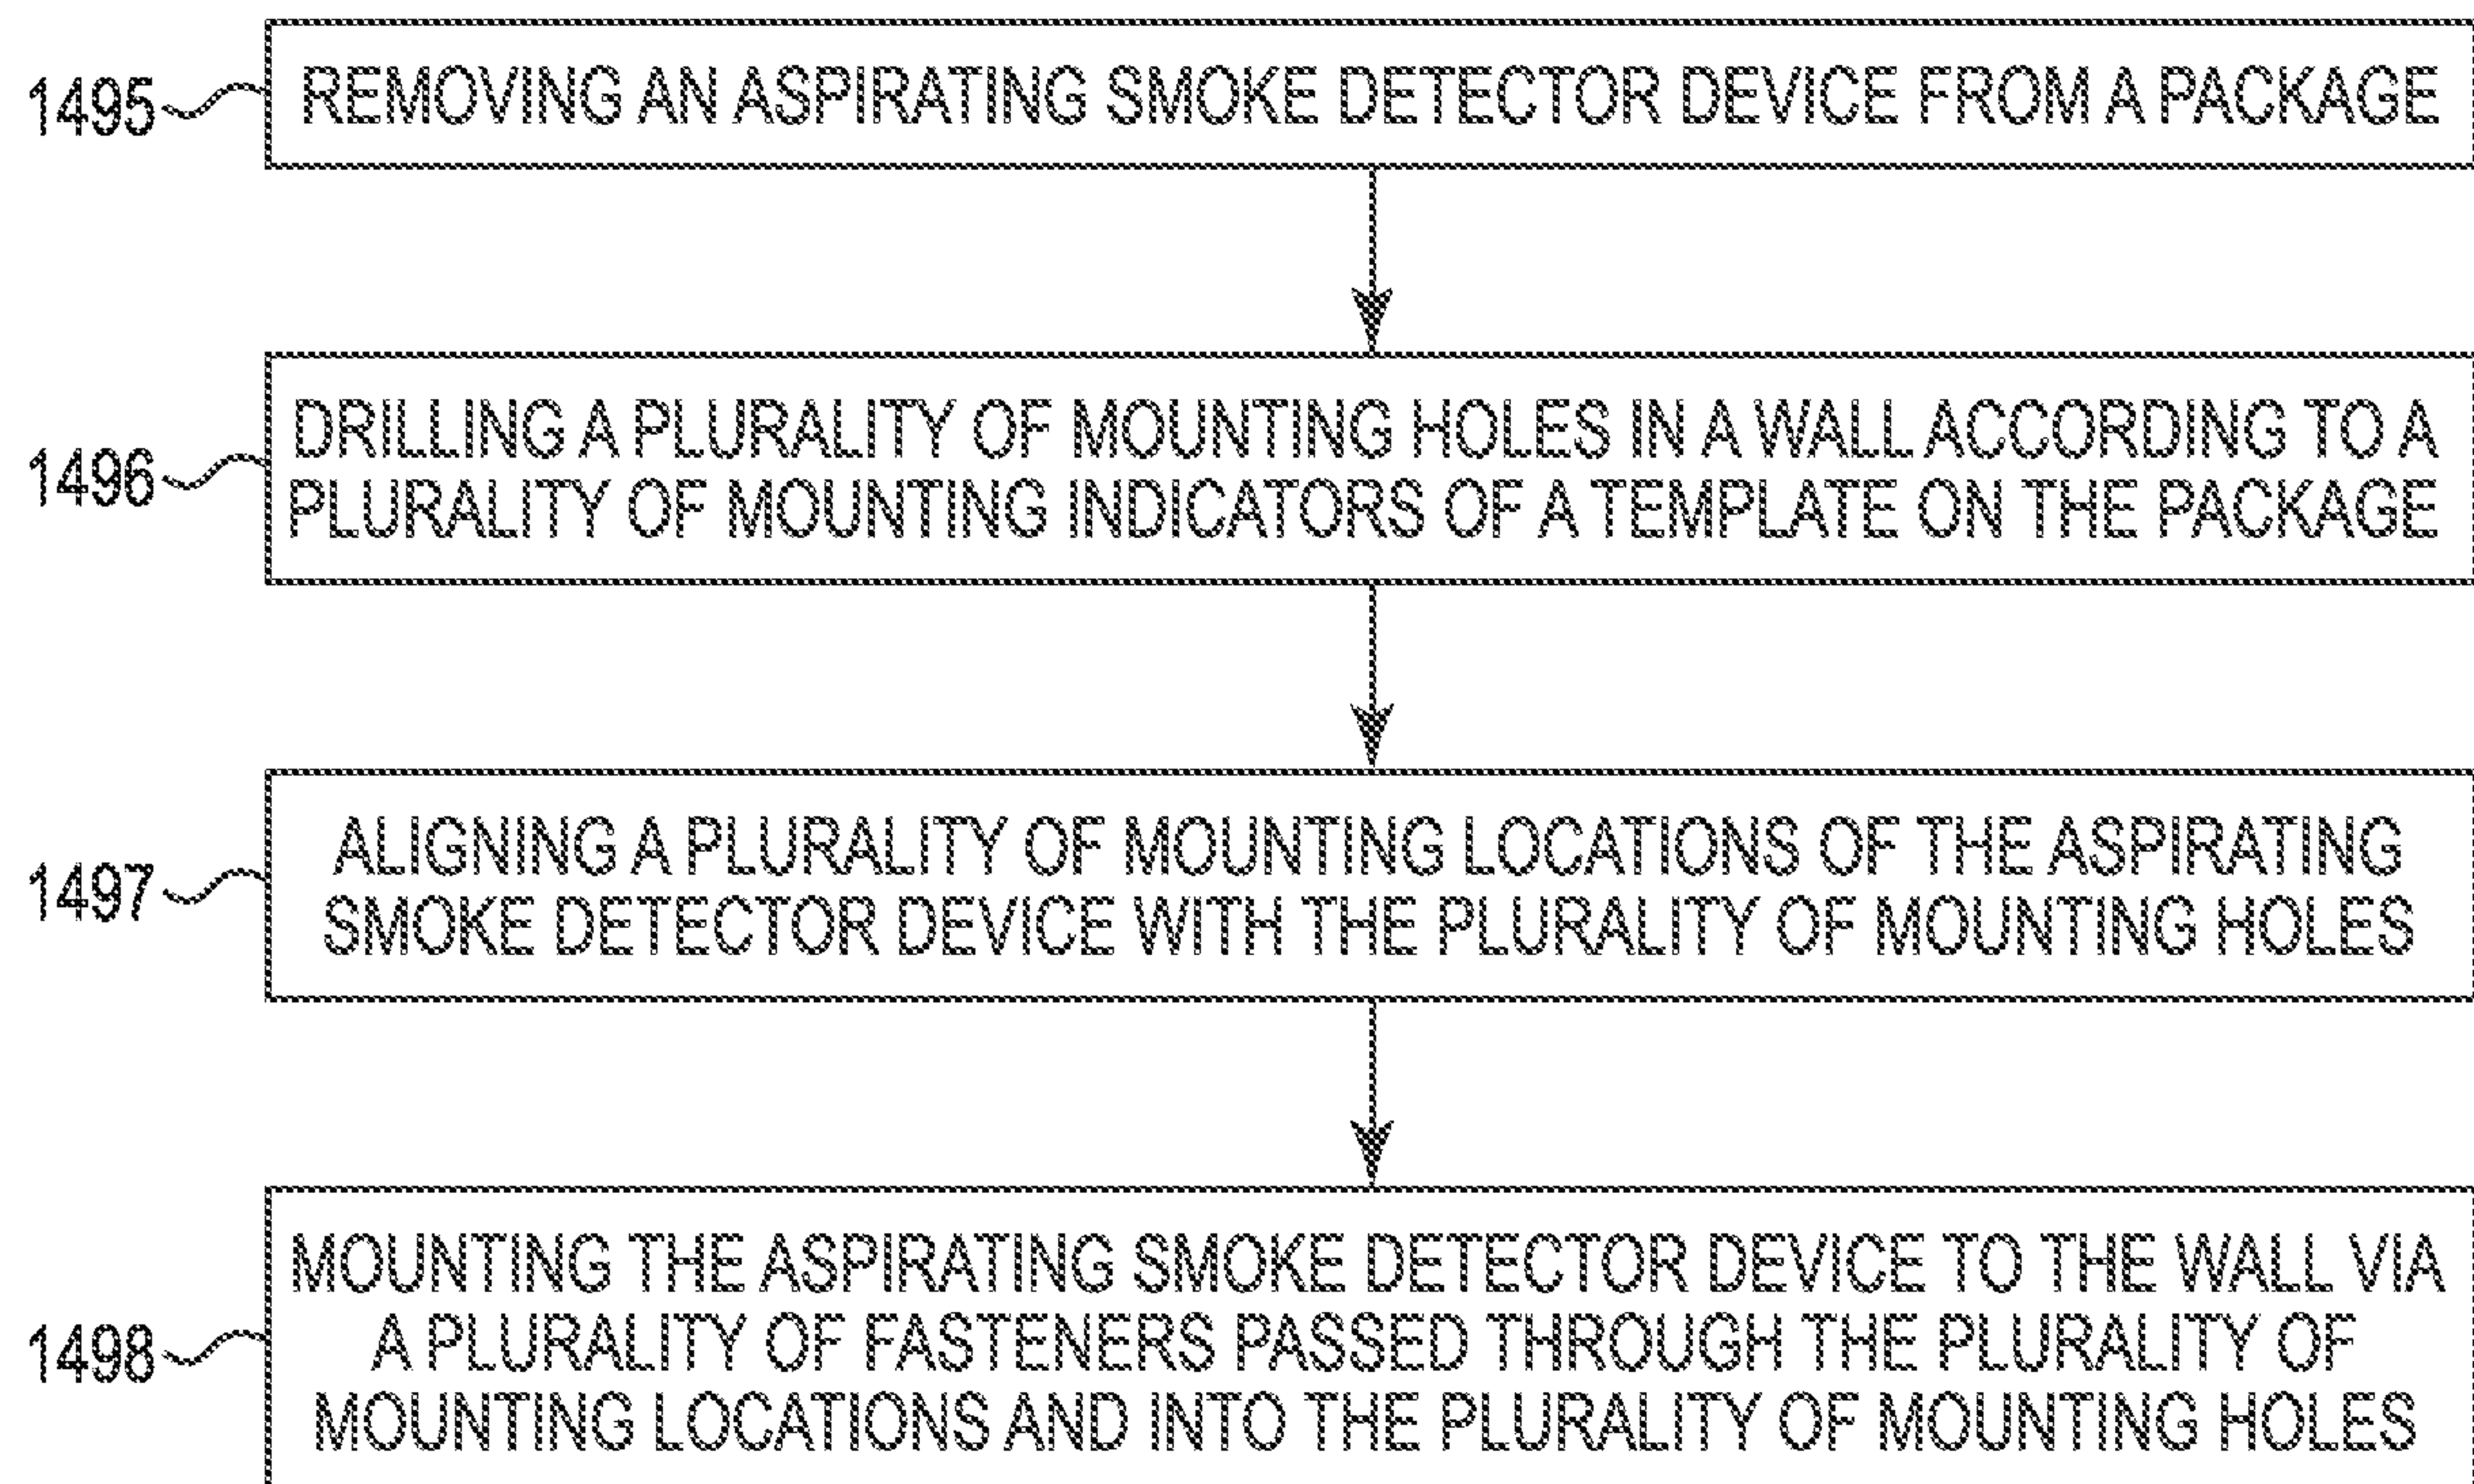 1495
REMOVING AN ASPIRATING SMOKE DETECTOR DEVICE FROM A PACKAGE
1496
DRILLING A PLURALITY OF MOUNTING HOLES IN A WALL ACCORDING TO A
PLURALITY OF MOUNTING INDICATORS OF A TEMPLATE ON THE PACKAGE
1497
ALIGNING A PLURALITY OF MOUNTING LOCATIONS OF THE ASPIRATING
SMOKE DETECTOR DEVICE WITH THE PLURALITY OF MOUNTING HOLES
1498
MOUNTING THE ASPIRATING SMOKE DETECTOR DEVICE TO THE WALL VIA
A PLURALITY OF FASTENERS PASSED THROUGH THE PLURALITY OF
MOUNTING LOCATIONS AND INTO THE PLURALITY OF MOUNTING HOLES